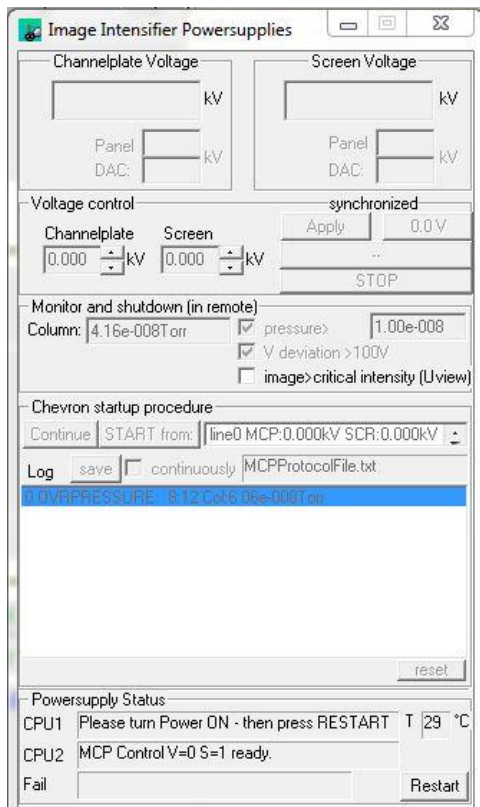 Image Intensifier Powersupplies
Channelplate Voltage
Screen Voltage
kV
kV
Panel
DAC:
kV
Panel
DAC:
kV
Voltage control
synchronized
Channelplate
Screen
Apply
0.0 V
0.000
kV
0.000
kV
--
STOP
Monitor and shutdown (in remote)
Column:
4.16e-008Torr
pressure>
1.00e-008
V deviation >100V
image>critical intensity (Uview)
Chevron startup procedure
Continue
START from:
line0 MCP:0.000kV SCR:0.000kV
Log
save
continuously
MCPProtocolFile.txt
0 OVRPRESSURE: 8:12 Col:6.06e-008Torr
reset
Powersupply Status
CPU1
Please turn Power ON - then press RESTART
T 29 °C
CPU2
MCP Control V=0 S=1 ready.
Fail
Restart